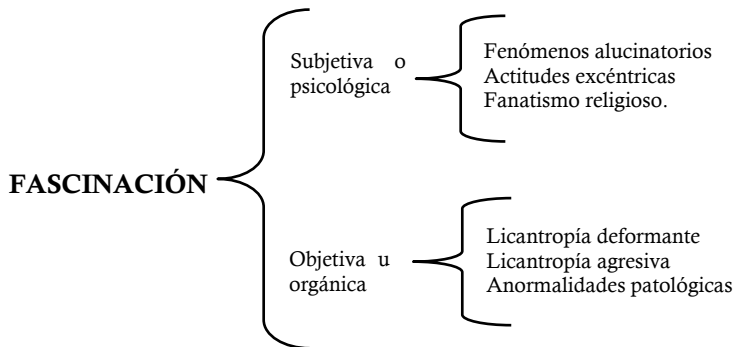 FASCINACIÓN
Subjetiva o
psicológica
Fenómenos alucinatorios
Actitudes excéntricas
Fanatismo religioso.
Objetiva u
orgánica
Licantropía deformante
Licantropía agresiva
Anormalidades patológicas